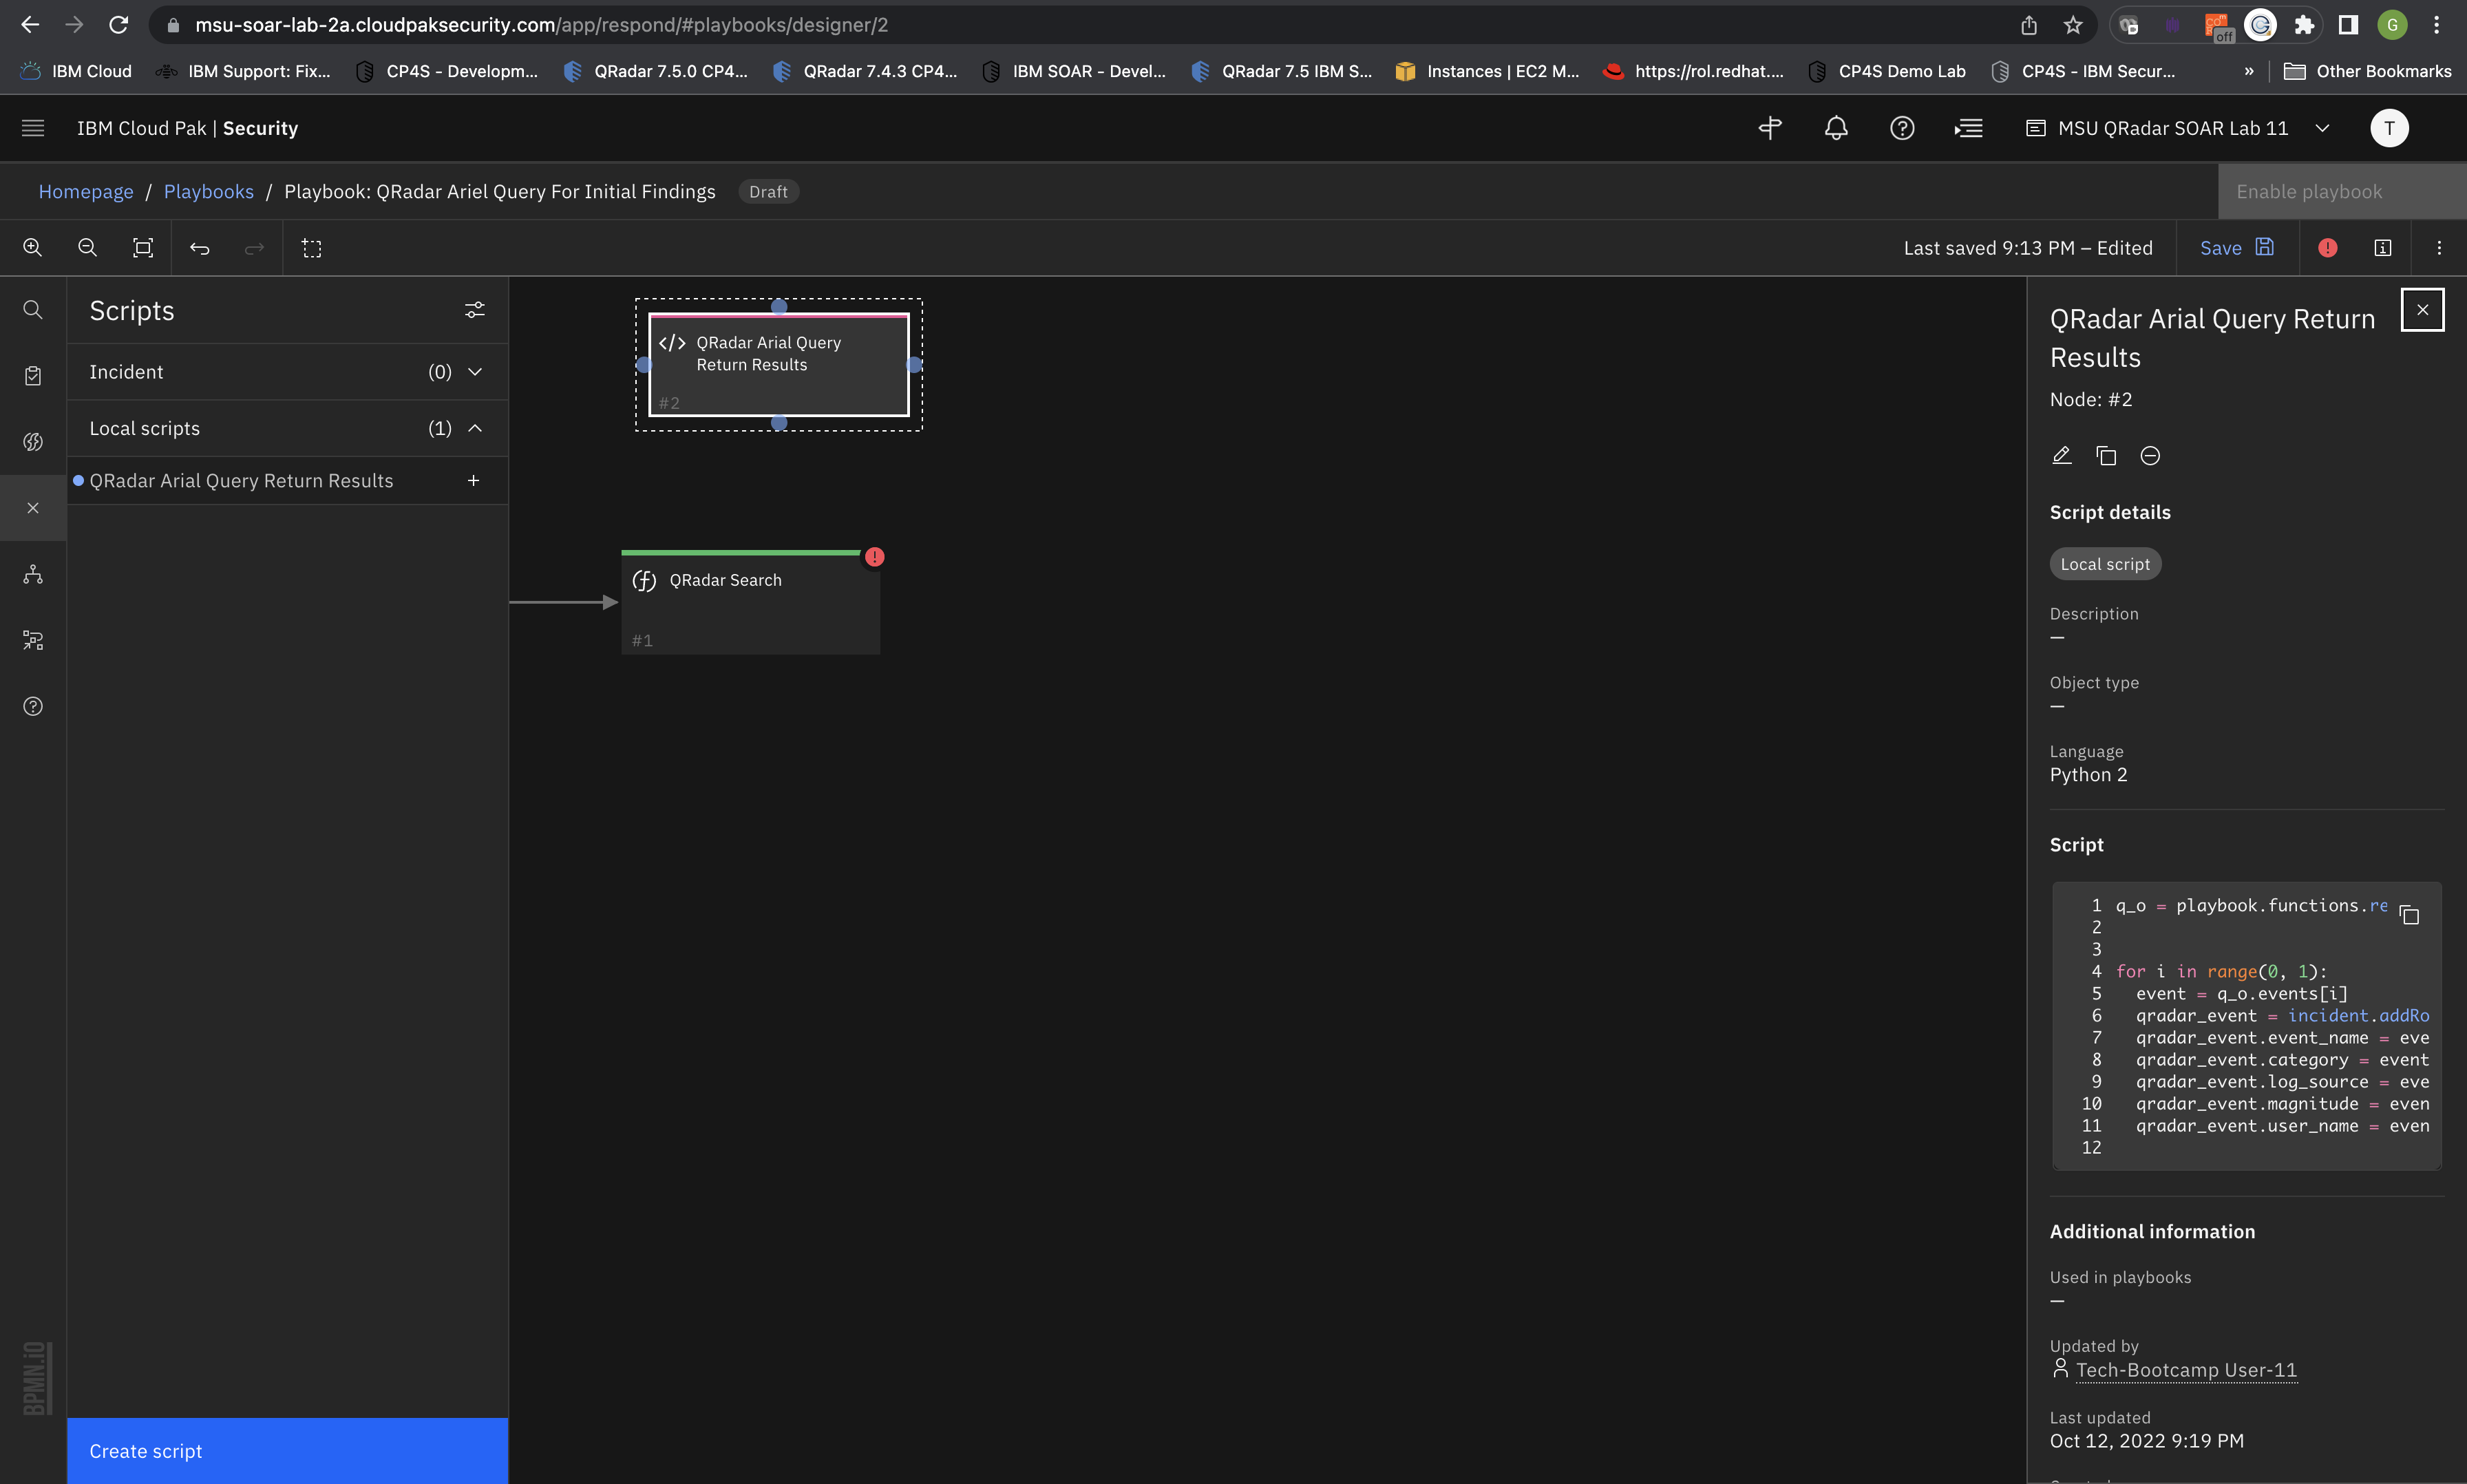 msu-soar-lab-2a.cloudpaksecurity.com/app/respond/#playbooks/designer/2
off
G
IBM Cloud
IBM Support: Fix...
CP4S - Developm...
QRadar 7.5.0 CP4...
QRadar 7.4.3 CP4...
IBM SOAR - Devel...
QRadar 7.5 IBM S...
Instances | EC2 M...
https://rol.redhat....
CP4S Demo Lab
CP4S - IBM Secur...
»
Other Bookmarks
IBM Cloud Pak | Security
MSU QRadar SOAR Lab 11
T
Homepage / Playbooks / Playbook: QRadar Ariel Query For Initial Findings
Draft
Enable playbook
Last saved 9:13 PM – Edited
Save
Scripts
Incident (0)
Local scripts (1)
QRadar Arial Query Return Results +
Create script
BPMN.iO
QRadar Arial Query
Return Results
#2
QRadar Search
#1
QRadar Arial Query Return
Results
Node: #2
Script details
Local script
Description
—
Object type
—
Language
Python 2
Script
1 q_o = playbook.functions.re
2
3
4 for i in range(0, 1):
5 event = q_o.events[i]
6 qradar_event = incident.addRo
7 qradar_event.event_name = eve
8 qradar_event.category = event
9 qradar_event.log_source = eve
10 qradar_event.magnitude = even
11 qradar_event.user_name = even
12
Additional information
Used in playbooks
—
Updated by
Tech-Bootcamp User-11
Last updated
Oct 12, 2022 9:19 PM